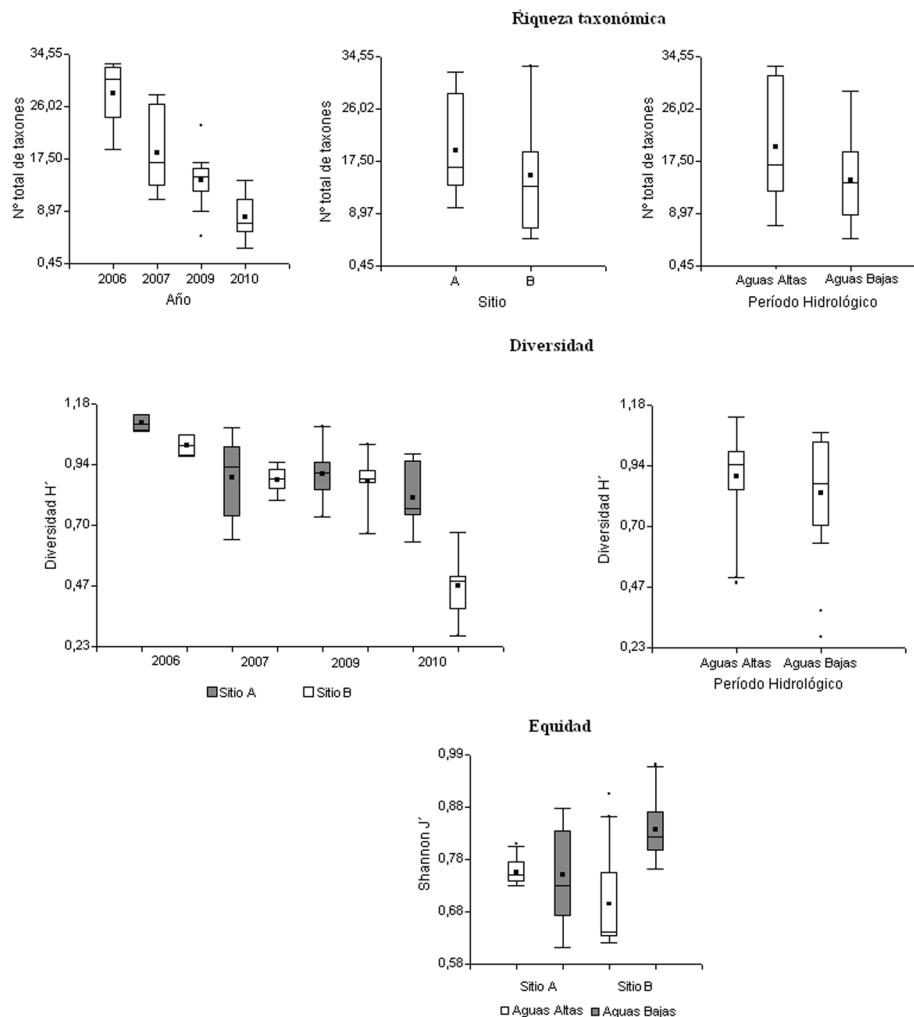 Riqueza taxonómica
34,55
26,02
17,50
8,97
0,45
Nº total de taxones
2006 2007 2009 2010
Año
34,55
26,02
17,50
8,97
0,45
Nº total de taxones
A B
Sitio
34,55
26,02
17,50
8,97
0,45
Nº total de taxones
Aguas Altas Aguas Bajas
Período Hidrológico
Diversidad
1,18
0,94
0,70
0,47
0,23
Diversidad H´
2006 2007 2009 2010
Sitio A Sitio B
1,18
0,94
0,70
0,47
0,23
Diversidad H´
Aguas Altas Aguas Bajas
Período Hidrológico
Equidad
0,99
0,88
0,78
0,68
0,58
Shannon J´
Sitio A Sitio B
Aguas Altas Aguas Bajas